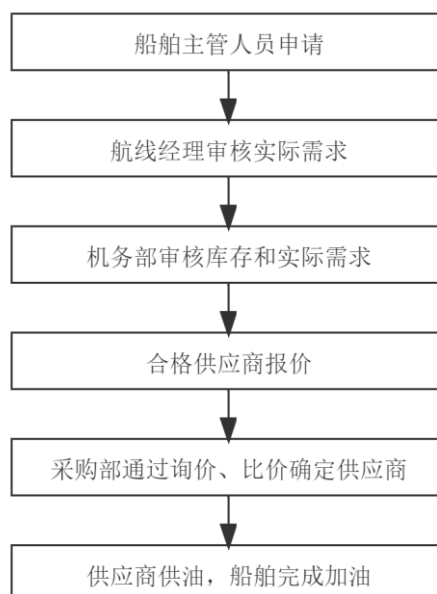 船舶主管人员申请
航线经理审核实际需求
机务部审核库存和实际需求
合格供应商报价
采购部通过询价、比价确定供应商
供应商供油，船舶完成加油